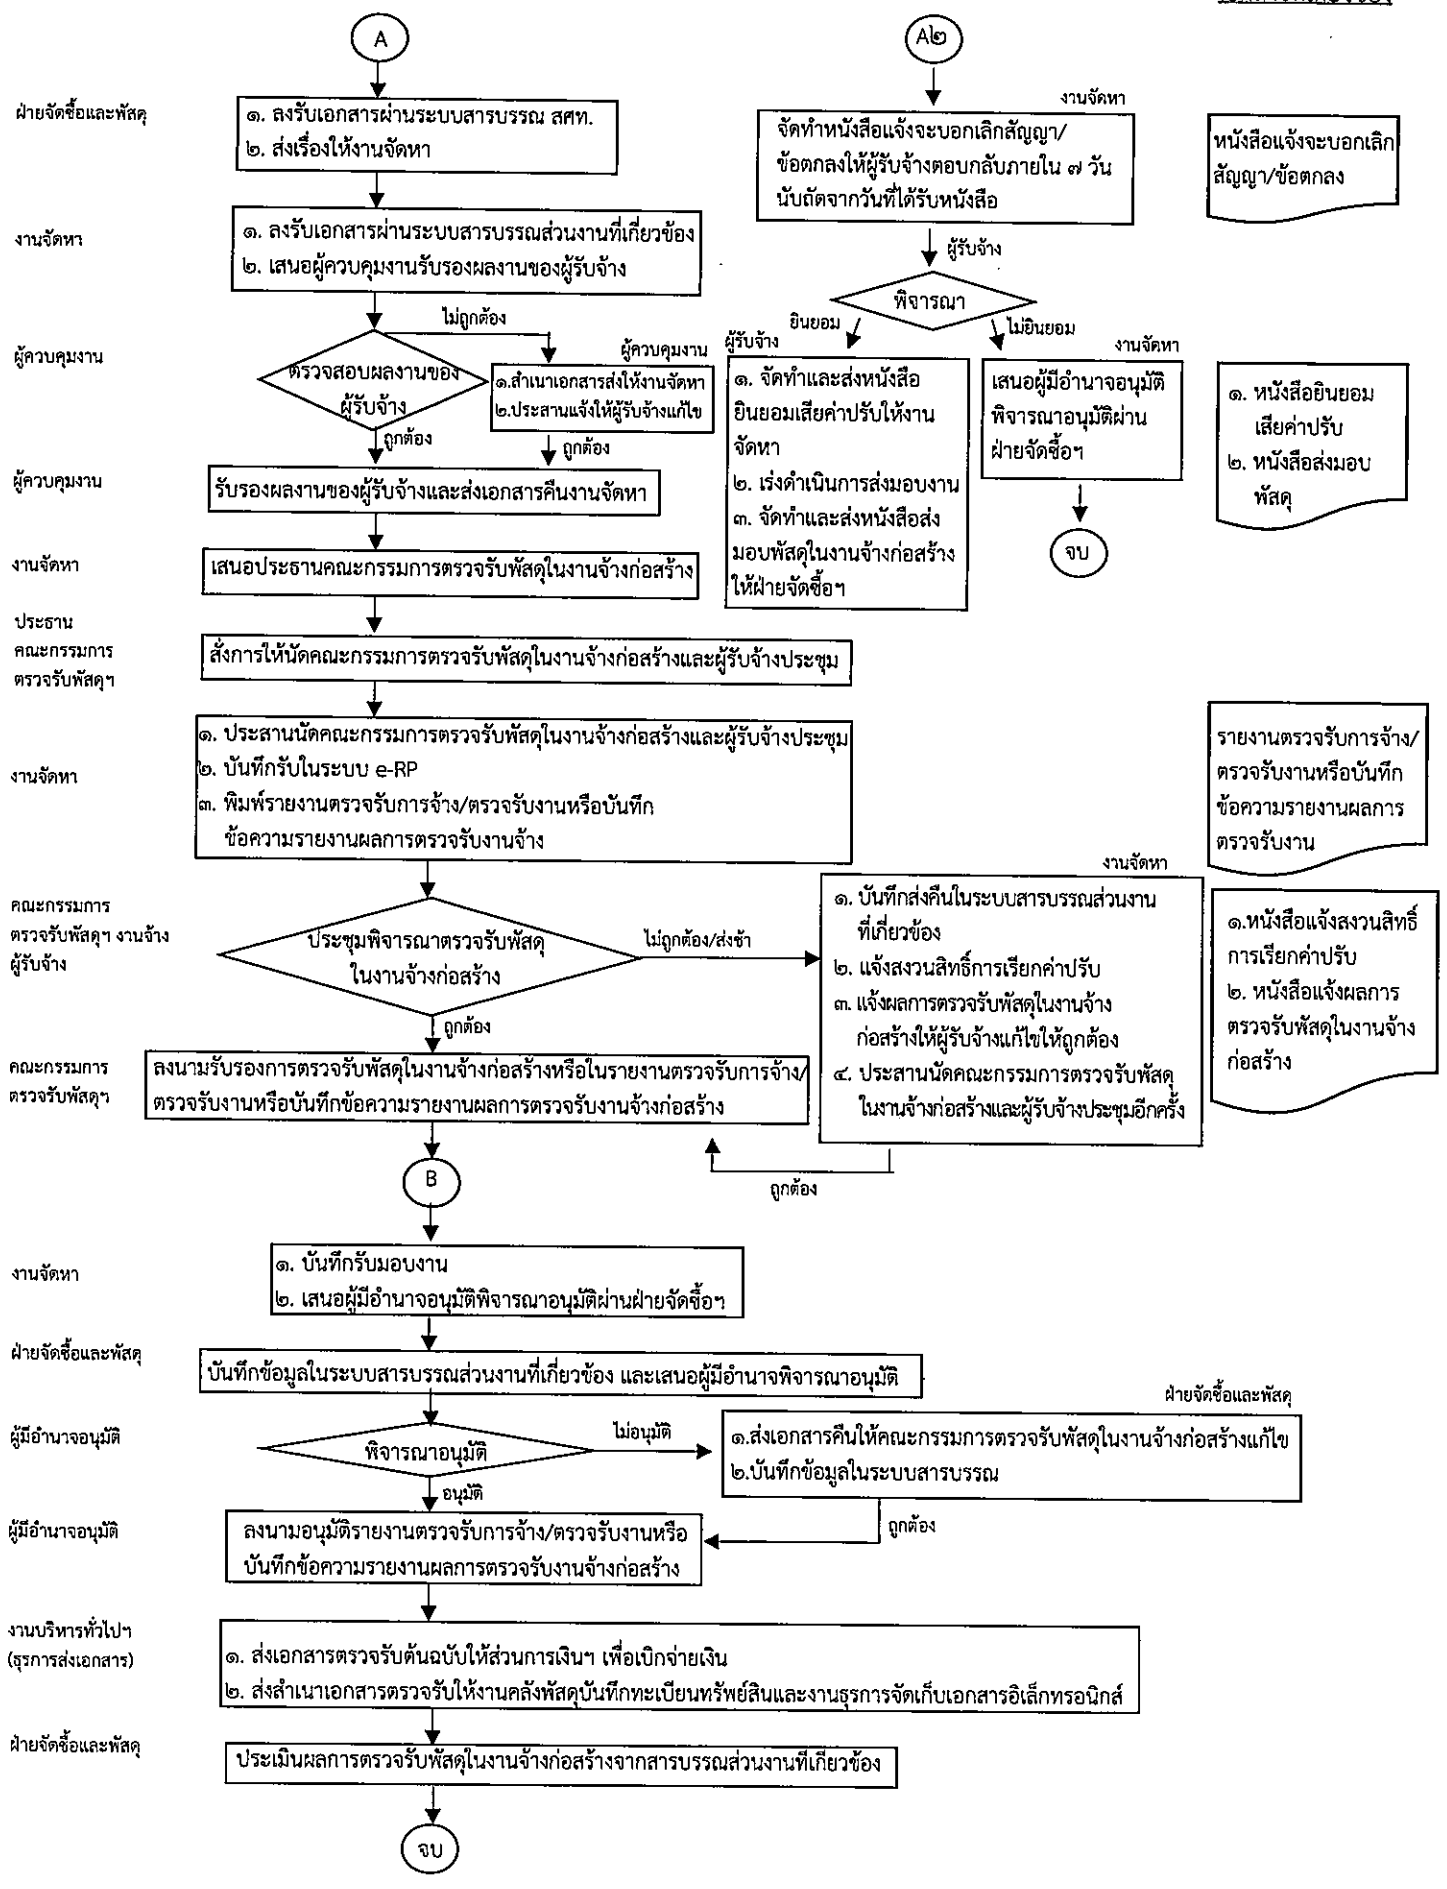 A
ฝ่ายจัดซื้อและพัสดุ
๑. ลงรับเอกสารผ่านระบบสารบรรณ สศท.
๒. ส่งเรื่องให้งานจัดหา
งานจัดหา
๑. ลงรับเอกสารผ่านระบบสารบรรณส่วนงานที่เกี่ยวข้อง
๒. เสนอผู้ควบคุมงานรับรองผลงานของผู้รับจ้าง
ผู้ควบคุมงาน
ตรวจสอบผลงานของ
ผู้รับจ้าง
ไม่ถูกต้อง
ผู้ควบคุมงาน
๑.สำเนาเอกสารส่งให้งานจัดหา
๒.ประสานแจ้งให้ผู้รับจ้างแก้ไข
ถูกต้อง
ถูกต้อง
ผู้ควบคุมงาน
รับรองผลงานของผู้รับจ้างและส่งเอกสารคืนงานจัดหา
งานจัดหา
เสนอประธานคณะกรรมการตรวจรับพัสดุในงานจ้างก่อสร้าง
ประธาน
คณะกรรมการ
ตรวจรับพัสดุฯ
สั่งการให้นัดคณะกรรมการตรวจรับพัสดุในงานจ้างก่อสร้างและผู้รับจ้างประชุม
A๒
งานจัดหา
จัดทำหนังสือแจ้งจะบอกเลิกสัญญา/
ข้อตกลงให้ผู้รับจ้างตอบกลับภายใน ๗ วัน
นับถัดจากวันที่ได้รับหนังสือ
หนังสือแจ้งจะบอกเลิก
สัญญา/ข้อตกลง
ผู้รับจ้าง
พิจารณา
ยินยอม
ไม่ยินยอม
ผู้รับจ้าง
๑. จัดทำและส่งหนังสือ
ยินยอมเสียค่าปรับให้งาน
จัดหา
๒. เร่งดำเนินการส่งมอบงาน
๓. จัดทำและส่งหนังสือส่ง
มอบพัสดุในงานจ้างก่อสร้าง
ให้ฝ่ายจัดซื้อฯ
งานจัดหา
เสนอผู้มีอำนาจอนุมัติ
พิจารณาอนุมัติผ่าน
ฝ่ายจัดซื้อฯ
จบ
๑. หนังสือยินยอม
เสียค่าปรับ
๒. หนังสือส่งมอบ
พัสดุ
งานจัดหา
๑. ประสานนัดคณะกรรมการตรวจรับพัสดุในงานจ้างก่อสร้างและผู้รับจ้างประชุม
๒. บันทึกรับในระบบ e-RP
๓. พิมพ์รายงานตรวจรับการจ้าง/ตรวจรับงานหรือบันทึก
ข้อความรายงานผลการตรวจรับงานจ้าง
รายงานตรวจรับการจ้าง/
ตรวจรับงานหรือบันทึก
ข้อความรายงานผลการ
ตรวจรับงาน
คณะกรรมการ
ตรวจรับพัสดุฯ งานจ้าง
ผู้รับจ้าง
ประชุมพิจารณาตรวจรับพัสดุ
ในงานจ้างก่อสร้าง
ไม่ถูกต้อง/ส่งช้า
ถูกต้อง
งานจัดหา
๑. บันทึกส่งคืนในระบบสารบรรณส่วนงาน
ที่เกี่ยวข้อง
๒. แจ้งสงวนสิทธิ์การเรียกค่าปรับ
๓. แจ้งผลการตรวจรับพัสดุในงานจ้าง
ก่อสร้างให้ผู้รับจ้างแก้ไขให้ถูกต้อง
๔. ประสานนัดคณะกรรมการตรวจรับพัสดุ
ในงานจ้างก่อสร้างและผู้รับจ้างประชุมอีกครั้ง
๑.หนังสือแจ้งสงวนสิทธิ์
การเรียกค่าปรับ
๒. หนังสือแจ้งผลการ
ตรวจรับพัสดุในงานจ้าง
ก่อสร้าง
คณะกรรมการ
ตรวจรับพัสดุฯ
ลงนามรับรองการตรวจรับพัสดุในงานจ้างก่อสร้างหรือในรายงานตรวจรับการจ้าง/
ตรวจรับงานหรือบันทึกข้อความรายงานผลการตรวจรับงานจ้างก่อสร้าง
ถูกต้อง
B
งานจัดหา
๑. บันทึกรับมอบงาน
๒. เสนอผู้มีอำนาจอนุมัติพิจารณาอนุมัติผ่านฝ่ายจัดซื้อฯ
ฝ่ายจัดซื้อและพัสดุ
บันทึกข้อมูลในระบบสารบรรณส่วนงานที่เกี่ยวข้อง และเสนอผู้มีอำนาจพิจารณาอนุมัติ
ผู้มีอำนาจอนุมัติ
พิจารณาอนุมัติ
ไม่อนุมัติ
อนุมัติ
ฝ่ายจัดซื้อและพัสดุ
๑.ส่งเอกสารคืนให้คณะกรรมการตรวจรับพัสดุในงานจ้างก่อสร้างแก้ไข
๒.บันทึกข้อมูลในระบบสารบรรณ
ถูกต้อง
ผู้มีอำนาจอนุมัติ
ลงนามอนุมัติรายงานตรวจรับการจ้าง/ตรวจรับงานหรือ
บันทึกข้อความรายงานผลการตรวจรับงานจ้างก่อสร้าง
งานบริหารทั่วไปฯ
(ธุรการส่งเอกสาร)
๑. ส่งเอกสารตรวจรับต้นฉบับให้ส่วนการเงินฯ เพื่อเบิกจ่ายเงิน
๒. ส่งสำเนาเอกสารตรวจรับให้งานคลังพัสดุบันทึกทะเบียนทรัพย์สินและงานธุรการจัดเก็บเอกสารอิเล็กทรอนิกส์
ฝ่ายจัดซื้อและพัสดุ
ประเมินผลการตรวจรับพัสดุในงานจ้างก่อสร้างจากสารบรรณส่วนงานที่เกี่ยวข้อง
จบ